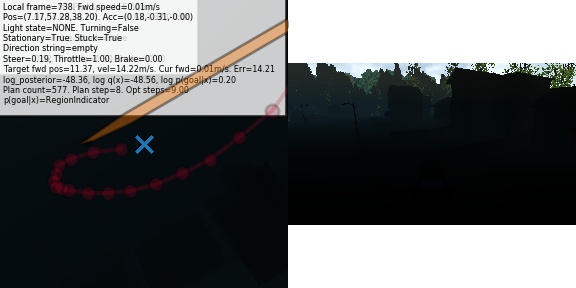 Local frame=738. Fwd speed=0.01m/s
Pos=(7.17,57.28,38.20). Acc=(0.18,-0.31,-0.00)
Light state=NONE. Turning=False
Stationary=True. Stuck=True
Direction string=empty
Steer=0.19, Throttle=1.00, Brake=0.00
Target fwd pos=11.37, vel=14.22m/s. Cur fwd=0.01m/s. Err=14.21
log_posterior=-48.36, log q(x)=-48.56, log p(goal|x)=0.20
Plan count=577. Plan step=8. Opt steps=9.00
p(goal|x)=RegionIndicator